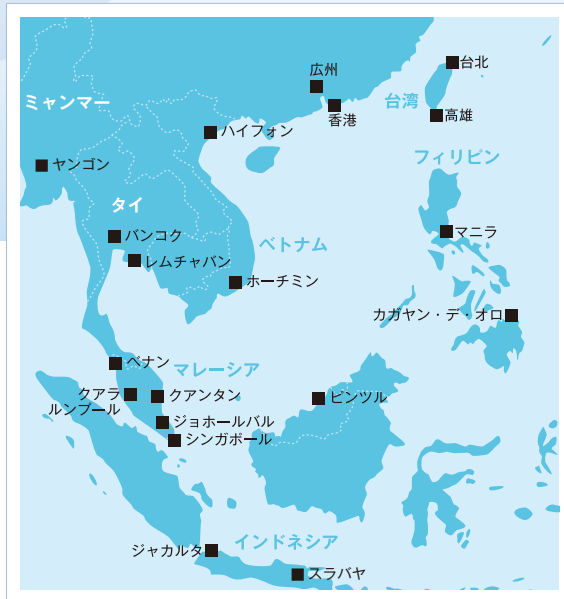 台北
広州
ミャンマー
台湾
香港
高雄
ハイフォン
フィリピン
ヤンゴン
タイ
マニラ
バンコク
ベトナム
レムチャバン
ホーチミン
カガヤン・デ・オロ
ペナン
マレーシア
クアラ
ルンプール
クアンタン
ビンツル
ジョホールバル
シンガポール
インドネシア
ジャカルタ
スラバヤ